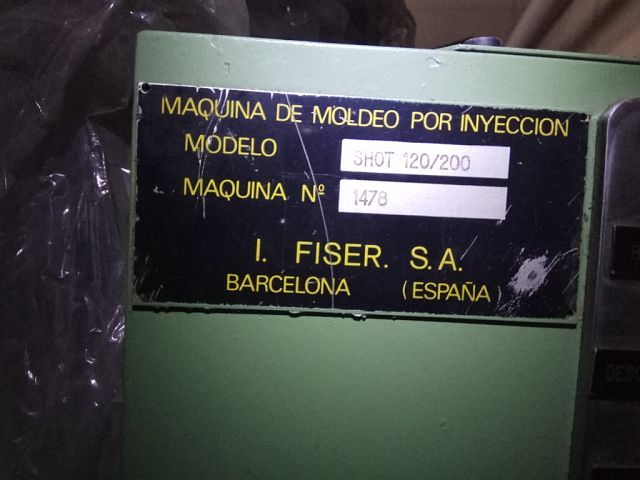 MAQUINA DE MOLDEO POR INYECCION
MODELO SHOT 120/200
MAQUINA Nº 1478
I. FISER. S.A.
BARCELONA (ESPAÑA)